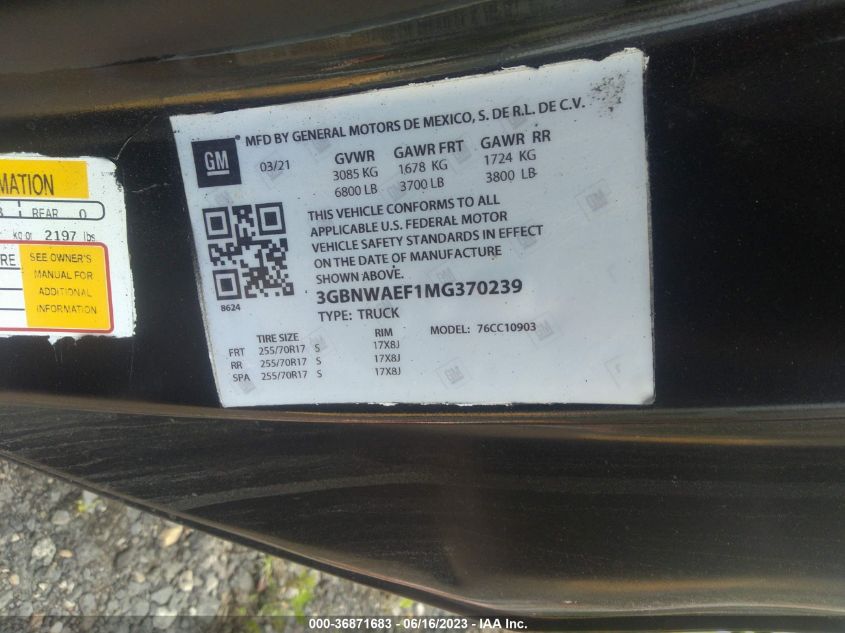 MATION
REAR 0
kg or 2197 lbs
SEE OWNER'S
MANUAL FOR
ADDITIONAL
INFORMATION
GM
MFD BY GENERAL MOTORS DE MEXICO, S. DE R.L. DE C.V.
03/21 GVWR GAWR FRT GAWR RR
3085 KG 1678 KG 1724 KG
6800 LB 3700 LB 3800 LB
THIS VEHICLE CONFORMS TO ALL
APPLICABLE U.S. FEDERAL MOTOR
VEHICLE SAFETY STANDARDS IN EFFECT
ON THE DATE OF MANUFACTURE
SHOWN ABOVE.
8624
3GBNWAEF1MG370239
TYPE: TRUCK MODEL: 76CC10903
TIRE SIZE RIM
FRT 255/70R17 S 17X8J
RR 255/70R17 S 17X8J
SPA 255/70R17 S 17X8J
000-36871683 / 06/16/2023 - IAA Inc.